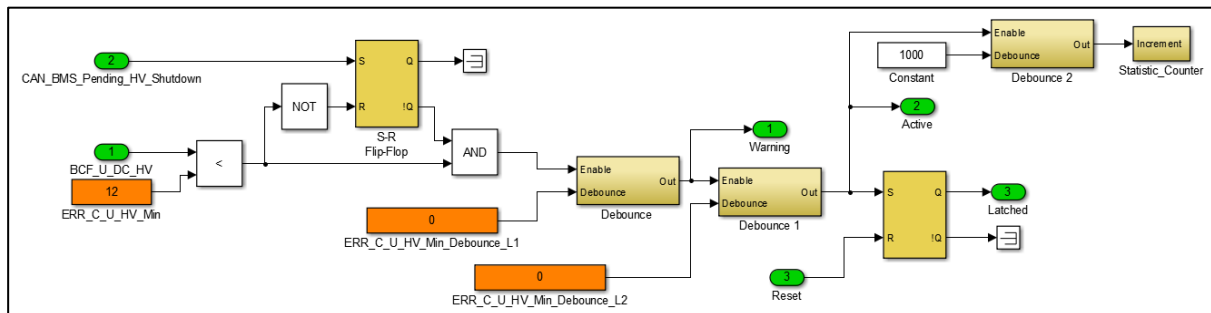 2
CAN_BMS_Pending_HV_Shutdown
1
BCF_U_DC_HV
12
ERR_C_U_HV_Min
<
NOT
S Q
R !Q
S-R
Flip-Flop
AND
0
ERR_C_U_HV_Min_Debounce_L1
Enable
Out
Debounce
Debounce
0
ERR_C_U_HV_Min_Debounce_L2
1
Warning
Enable
Out
Debounce
Debounce 1
1000
Constant
Enable
Out
Debounce
Debounce 2
Increment
Statistic_Counter
2
Active
S Q
R !Q
3
Latched
3
Reset